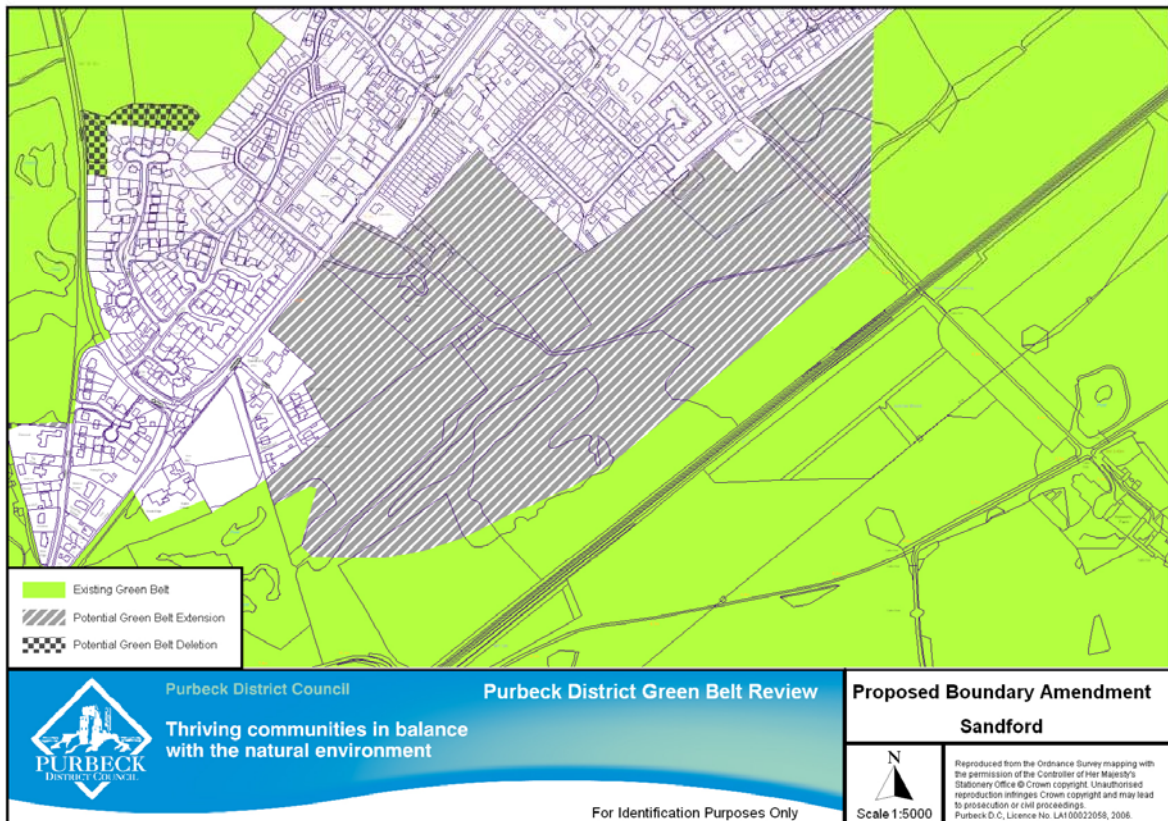 Existing Green Belt
Potential Green Belt Extension
Potential Green Belt Deletion
Purbeck District Council
Thriving communities in balance
with the natural environment
PURBECK
DISTRICT COUNCIL
Purbeck District Green Belt Review
For Identification Purposes Only
Proposed Boundary Amendment
Sandford
N
Scale 1:5000
Reproduced from the Ordnance Survey mapping with
the permission of the Controller of Her Majesty's
Stationery Office © Crown copyright. Unauthorised
reproduction infringes Crown copyright and may lead
to prosecution or civil proceedings.
Purbeck D.C, Licence No. LA100022058, 2006.